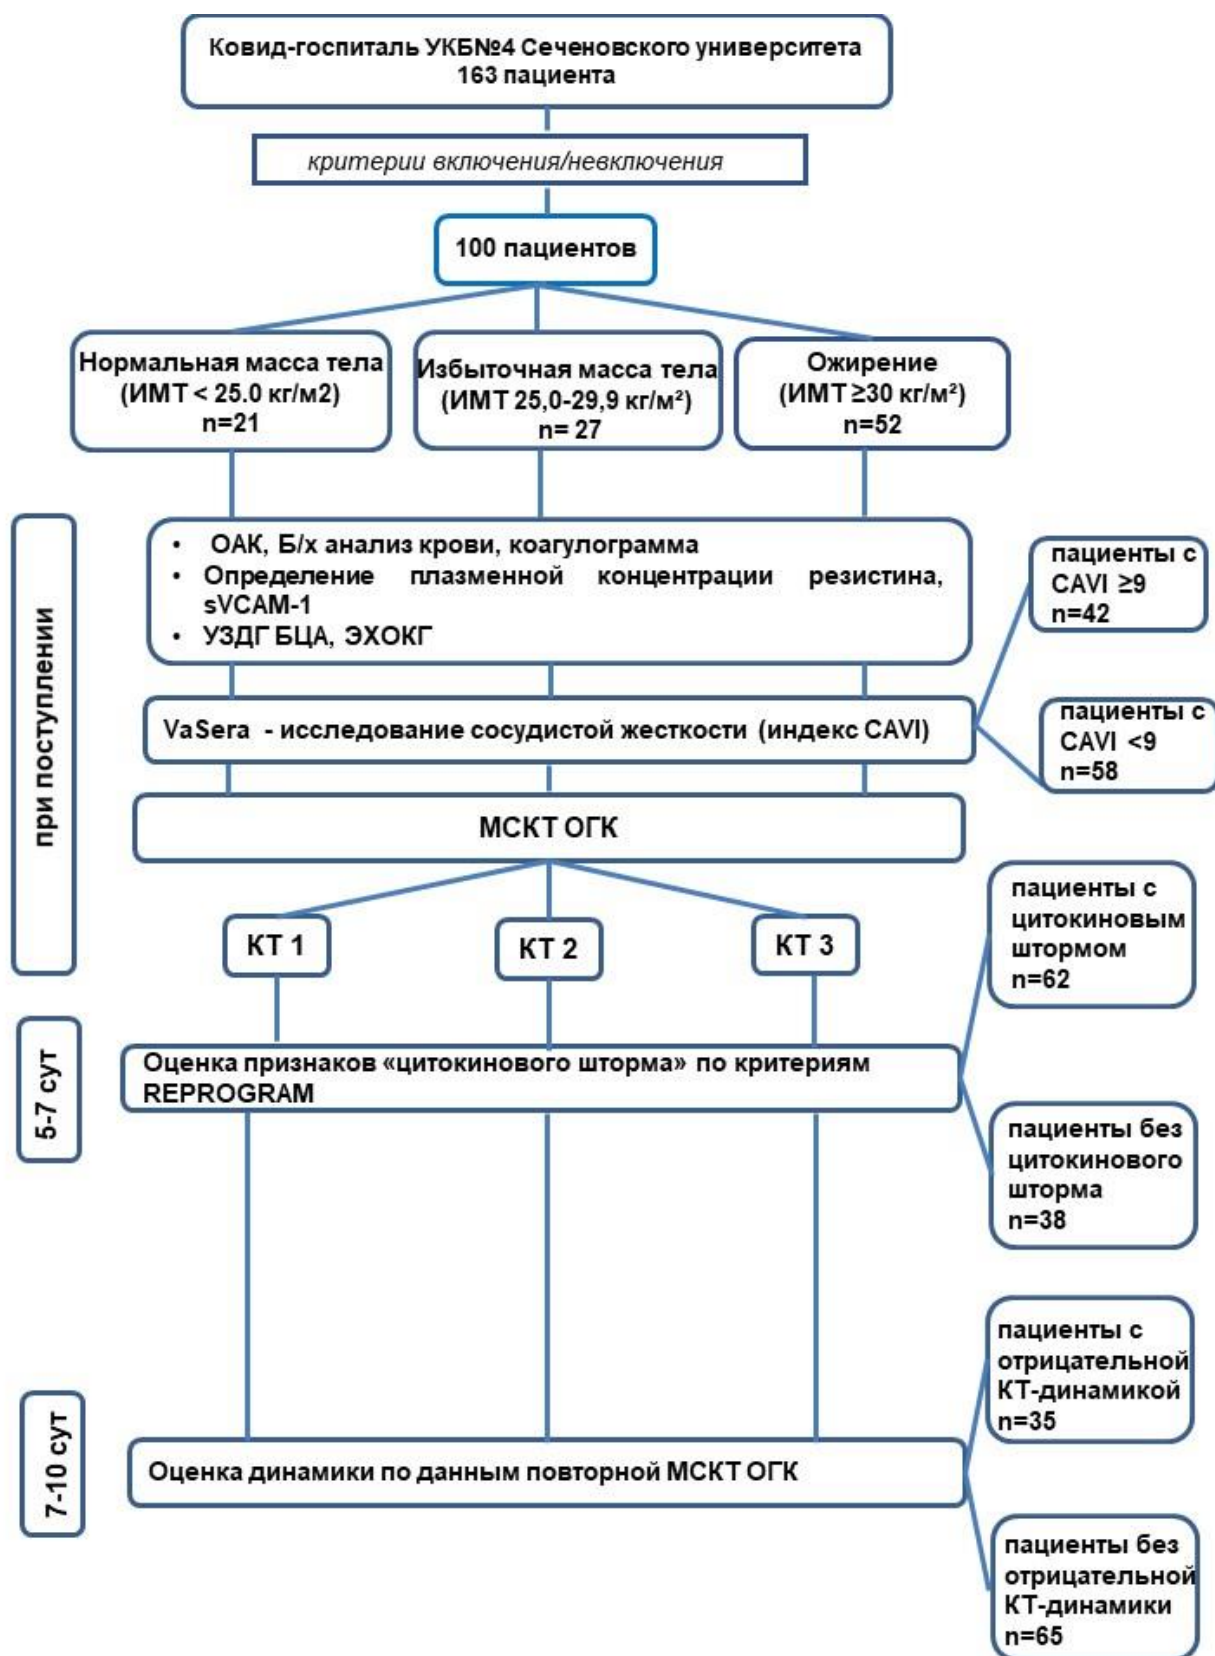 Ковид-госпиталь УКБ№4 Сеченовского университета
163 пациента
критерии включения/невключения
100 пациентов
Нормальная масса тела
(ИМТ < 25.0 кг/м2)
n=21
Избыточная масса тела
(ИМТ 25,0-29,9 кг/м²)
n= 27
Ожирение
(ИМТ ≥30 кг/м²)
n=52
при поступлении
• ОАК, Б/х анализ крови, коагулограмма
• Определение плазменной концентрации резистина,
sVCAM-1
• УЗДГ БЦА, ЭХОКГ
пациенты с
CAVI ≥9
n=42
VaSera - исследование сосудистой жесткости (индекс CAVI)
пациенты с
CAVI <9
n=58
МСКТ ОГК
КТ 1
КТ 2
КТ 3
пациенты с
цитокиновым
штормом
n=62
5-7 сут
Оценка признаков «цитокинового шторма» по критериям
REPROGRAM
пациенты без
цитокинового
шторма
n=38
7-10 сут
Оценка динамики по данным повторной МСКТ ОГК
пациенты с
отрицательной
КТ-динамикой
n=35
пациенты без
отрицательной
КТ-динамики
n=65